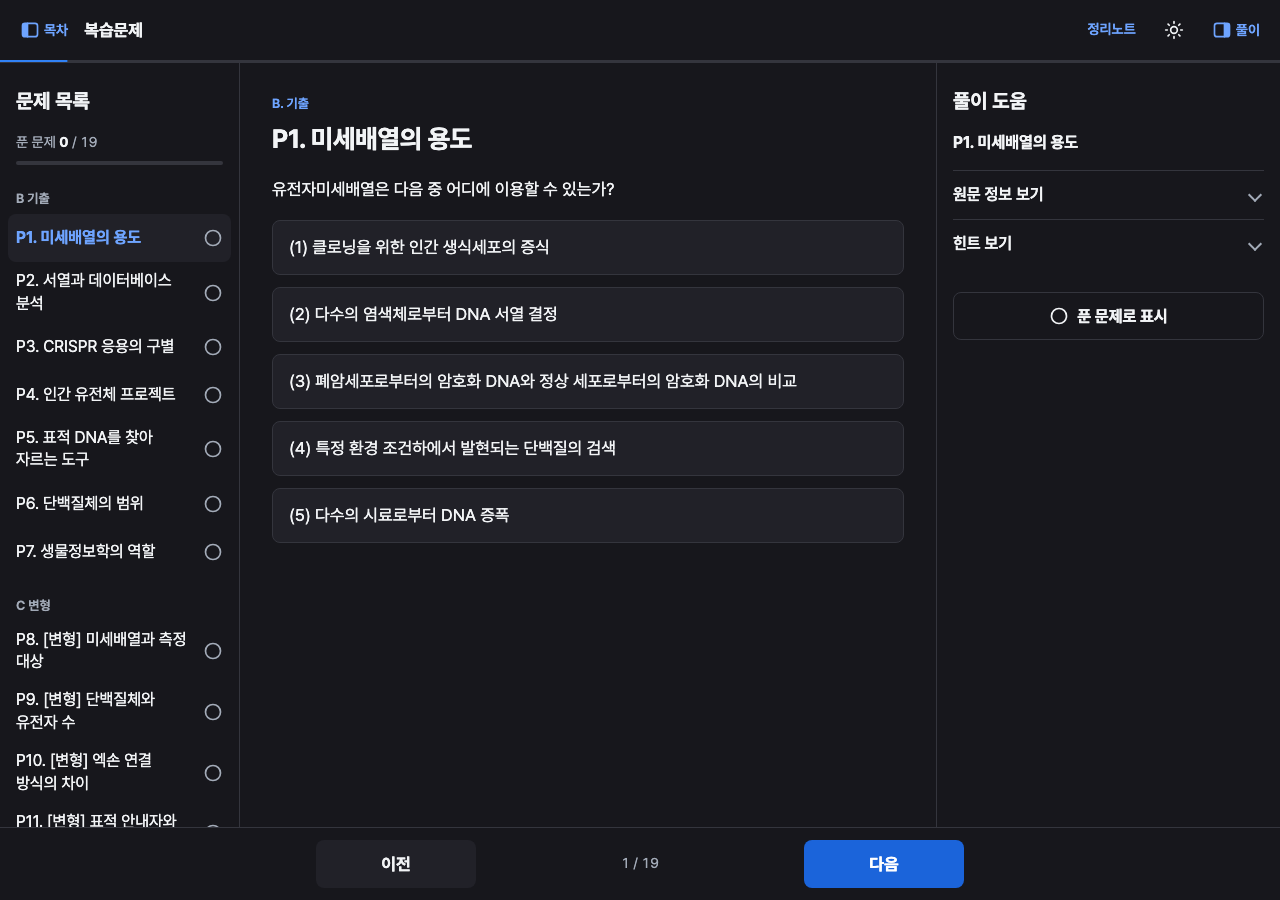 목차 복습문제 정리노트 풀이
문제 목록
푼 문제 0 / 19
B 기출
P1. 미세배열의 용도
P2. 서열과 데이터베이스
분석
P3. CRISPR 응용의 구별
P4. 인간 유전체 프로젝트
P5. 표적 DNA를 찾아
자르는 도구
P6. 단백질체의 범위
P7. 생물정보학의 역할
C 변형
P8. [변형] 미세배열과 측정
대상
P9. [변형] 단백질체와
유전자 수
P10. [변형] 엑손 연결
방식의 차이
P11. [변형] 표적 안내자와
B. 기출
P1. 미세배열의 용도
유전자미세배열은 다음 중 어디에 이용할 수 있는가?
(1) 클로닝을 위한 인간 생식세포의 증식
(2) 다수의 염색체로부터 DNA 서열 결정
(3) 폐암세포로부터의 암호화 DNA와 정상 세포로부터의 암호화 DNA의 비교
(4) 특정 환경 조건하에서 발현되는 단백질의 검색
(5) 다수의 시료로부터 DNA 증폭
풀이 도움
P1. 미세배열의 용도
원문 정보 보기
힌트 보기
푼 문제로 표시
이전 1 / 19 다음